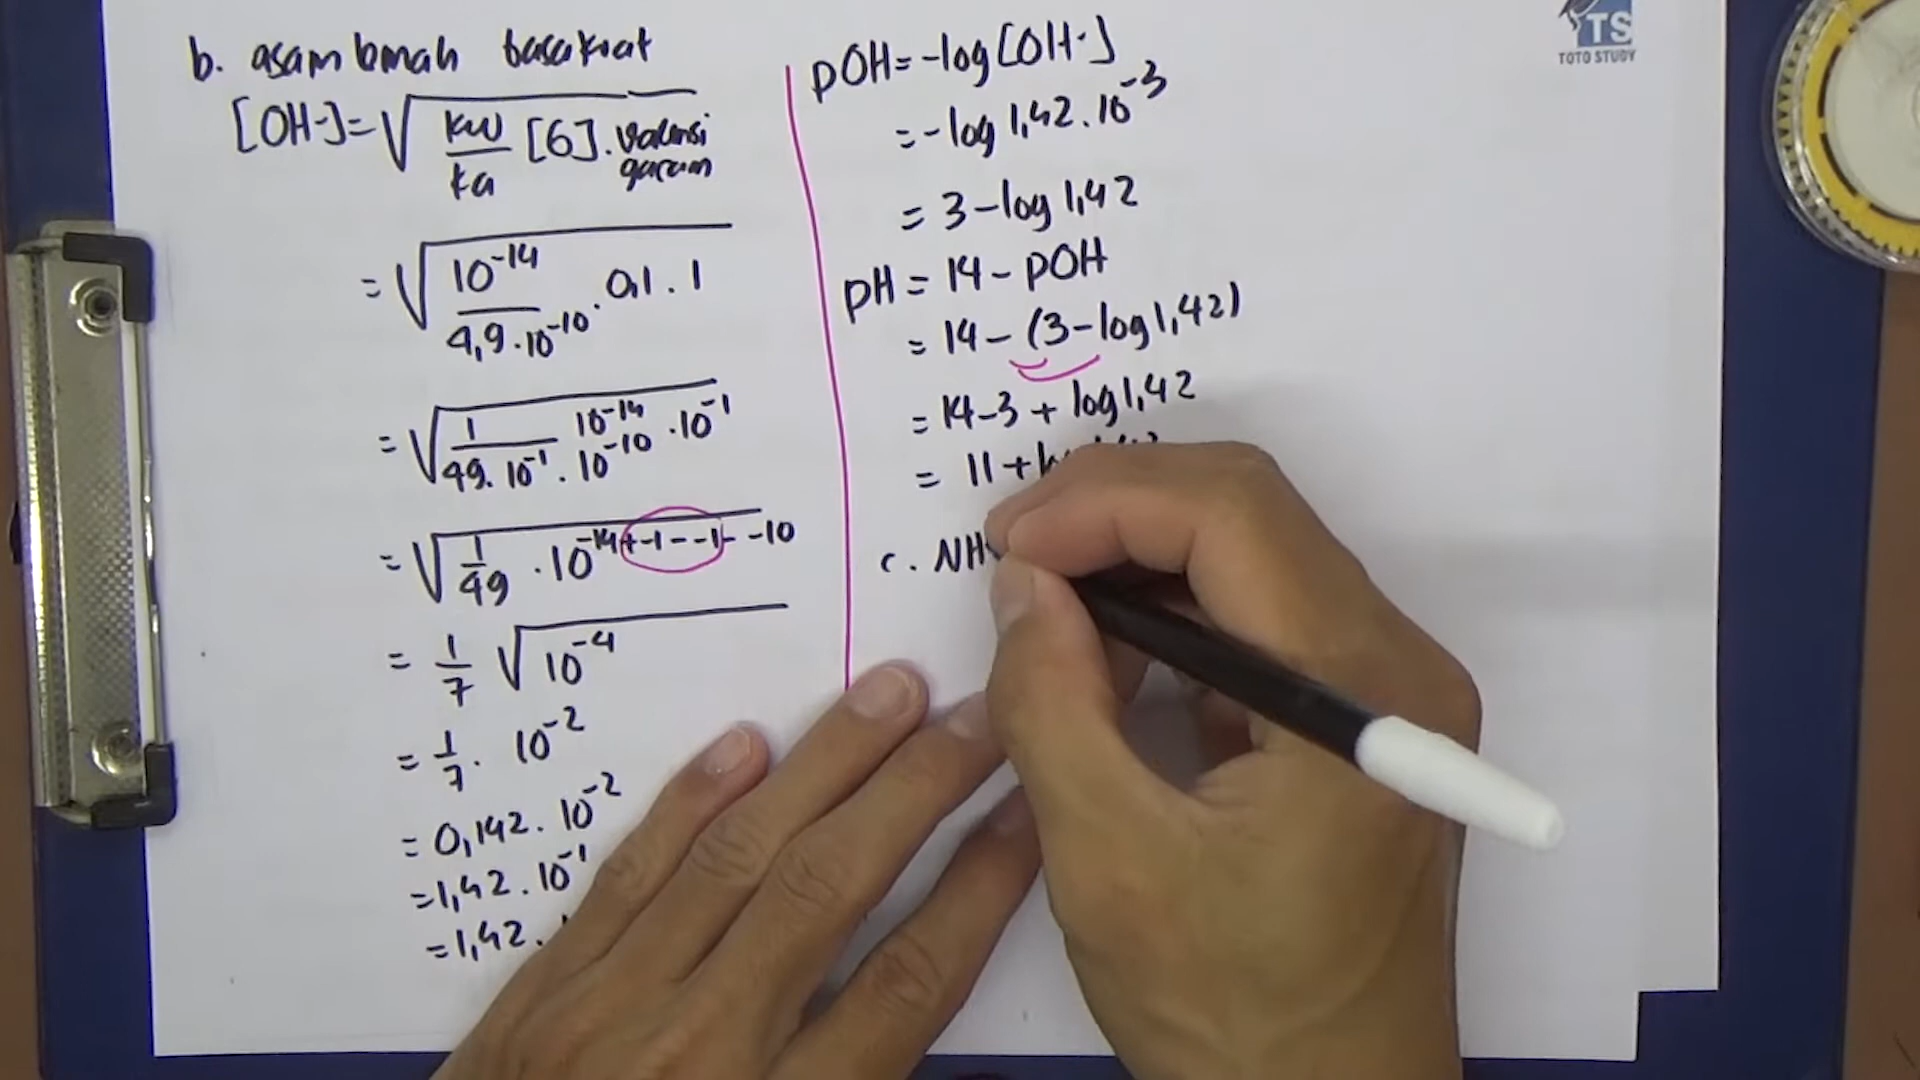 b. asam lemah basa kuat
[OH-]=√ kw/ka [G]. valensi garam
= √ 10⁻¹⁴/4,9.10⁻¹⁰ . 0,1 . 1
= √ 1/49.10⁻¹ . 10⁻¹⁴/10⁻¹⁰ . 10⁻¹
= √ 1/49 . 10⁻¹⁴⁺⁻¹⁻⁻¹⁻⁻¹⁰
= 1/7 √10⁻⁴
= 1/7 . 10⁻²
= 0,142 . 10⁻²
= 1,42 . 10⁻¹
= 1,42 .
pOH = -log [OH-]
= -log 1,42 . 10⁻³
= 3 - log 1,42
pH = 14 - pOH
= 14 - (3 - log 1,42)
= 14 - 3 + log 1,42
= 11 +
c. NH
TS
TOTO STUDY